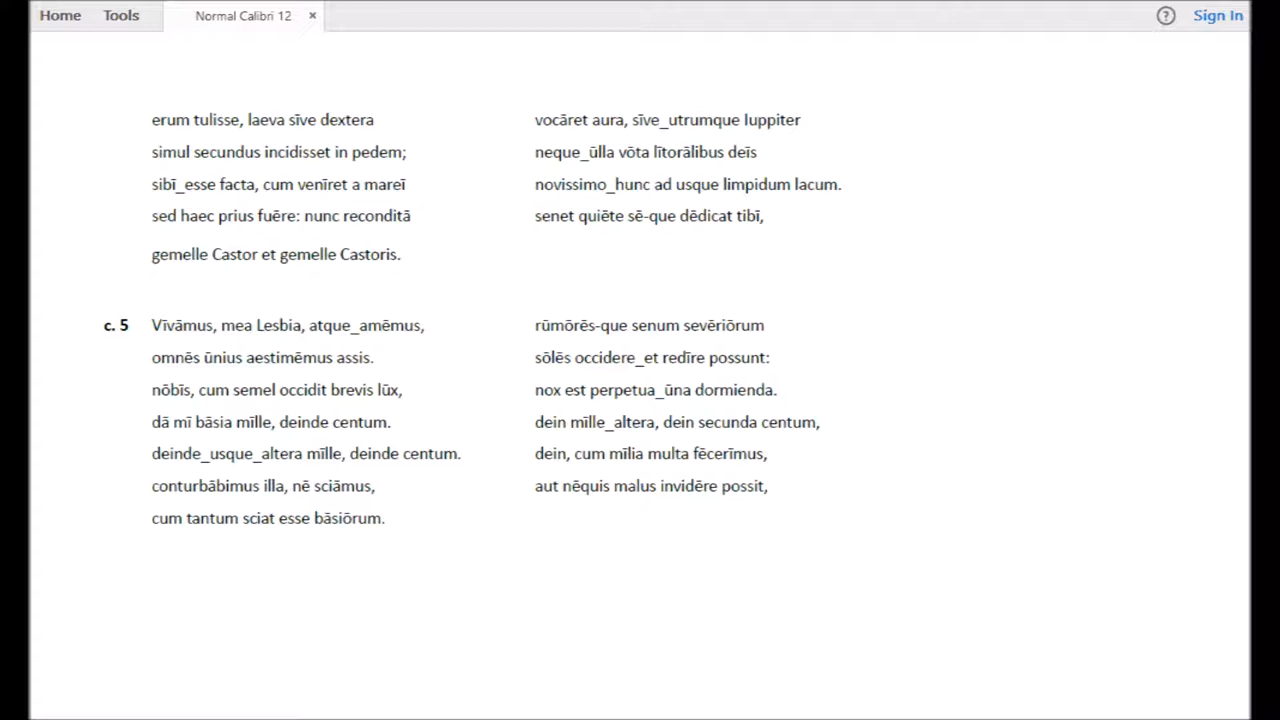 Home Tools Normal Calibri 12 × ? Sign In
erum tulisse, laeva sīve dextera vocāret aura, sīve_utrumque Iuppiter
simul secundus incidisset in pedem; neque_ūlla vōta lītorālibus deīs
sibī_esse facta, cum venīret a mareī novissimo_hunc ad usque limpidum lacum.
sed haec prius fuēre: nunc reconditā senet quiēte sē-que dēdicat tibī,
gemelle Castor et gemelle Castoris.
c. 5 Vīvāmus, mea Lesbia, atque_amēmus, rūmōrēs-que senum sevēriōrum
omnēs ūnius aestimēmus assis. sōlēs occidere_et redīre possunt:
nōbīs, cum semel occidit brevis lūx, nox est perpetua_ūna dormienda.
dā mī bāsia mīlle, deinde centum. dein mīlle_altera, dein secunda centum,
deinde_usque_altera mīlle, deinde centum. dein, cum mīlia multa fēcerīmus,
conturbābimus illa, nē sciāmus, aut nēquis malus invidēre possit,
cum tantum sciat esse bāsiōrum.